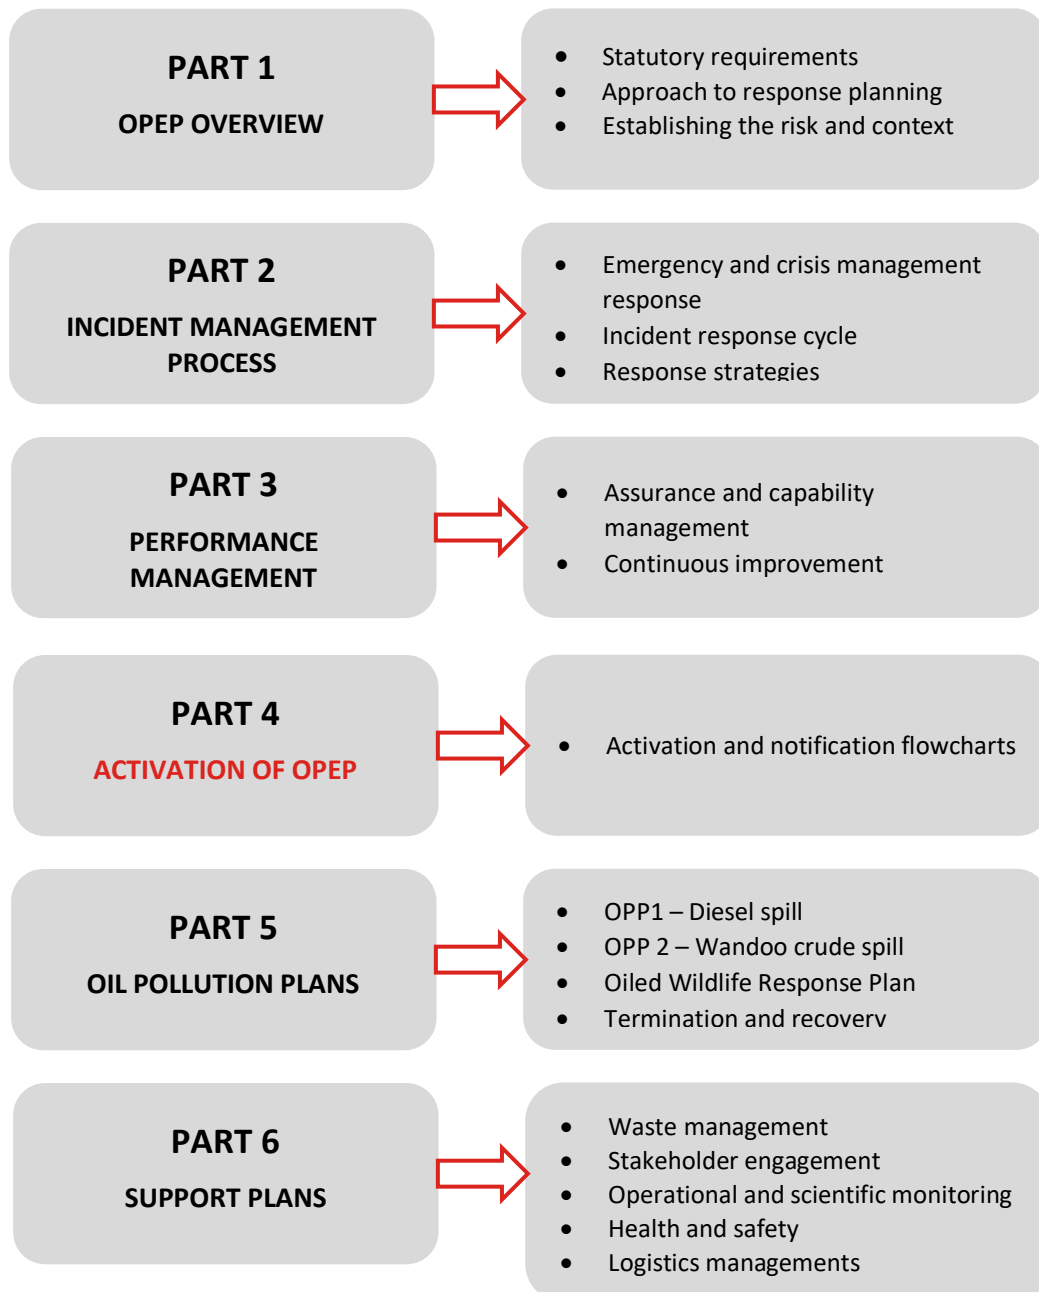 PART 1
OPEP OVERVIEW
• Statutory requirements
• Approach to response planning
• Establishing the risk and context
PART 2
INCIDENT MANAGEMENT
PROCESS
• Emergency and crisis management
response
• Incident response cycle
• Response strategies
PART 3
PERFORMANCE
MANAGEMENT
• Assurance and capability
management
• Continuous improvement
PART 4
ACTIVATION OF OPEP
• Activation and notification flowcharts
PART 5
OIL POLLUTION PLANS
• OPP1 – Diesel spill
• OPP 2 – Wandoo crude spill
• Oiled Wildlife Response Plan
• Termination and recovery
PART 6
SUPPORT PLANS
• Waste management
• Stakeholder engagement
• Operational and scientific monitoring
• Health and safety
• Logistics managements